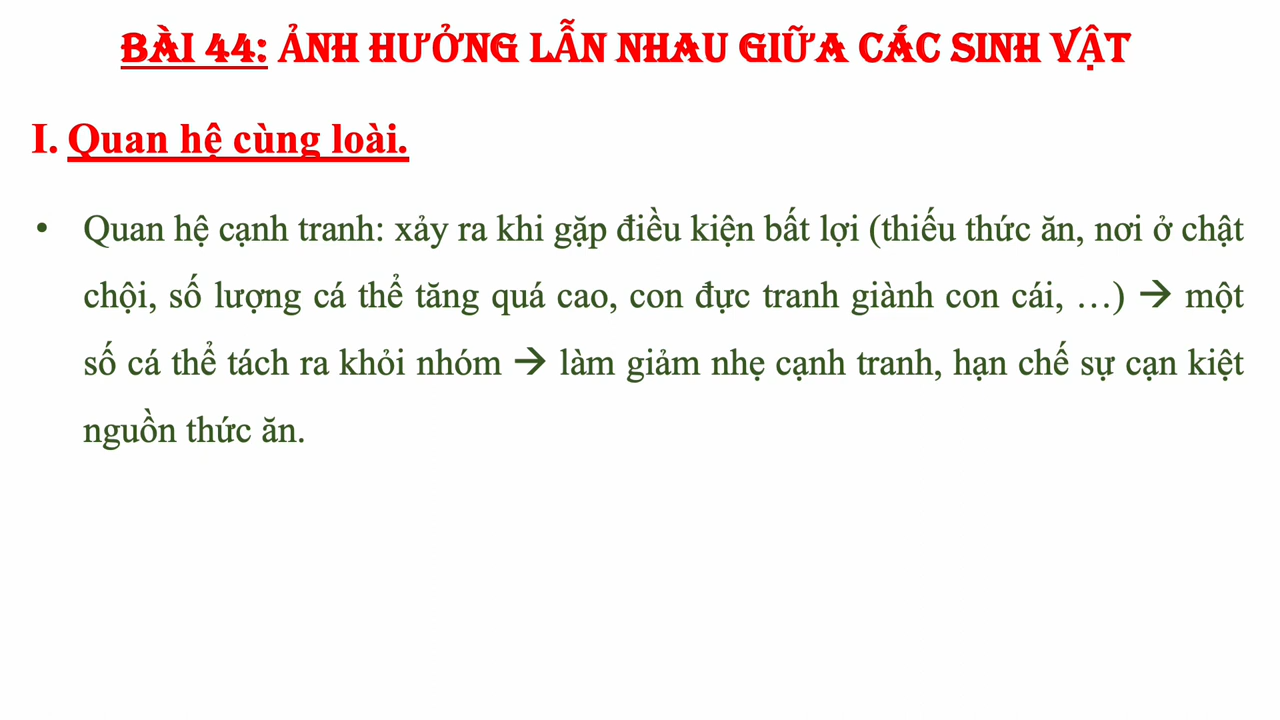 BÀI 44: ẢNH HƯỞNG LẪN NHAU GIỮA CÁC SINH VẬT
I. Quan hệ cùng loài.
• Quan hệ cạnh tranh: xảy ra khi gặp điều kiện bất lợi (thiếu thức ăn, nơi ở chật
chội, số lượng cá thể tăng quá cao, con đực tranh giành con cái, …) → một
số cá thể tách ra khỏi nhóm → làm giảm nhẹ cạnh tranh, hạn chế sự cạn kiệt
nguồn thức ăn.